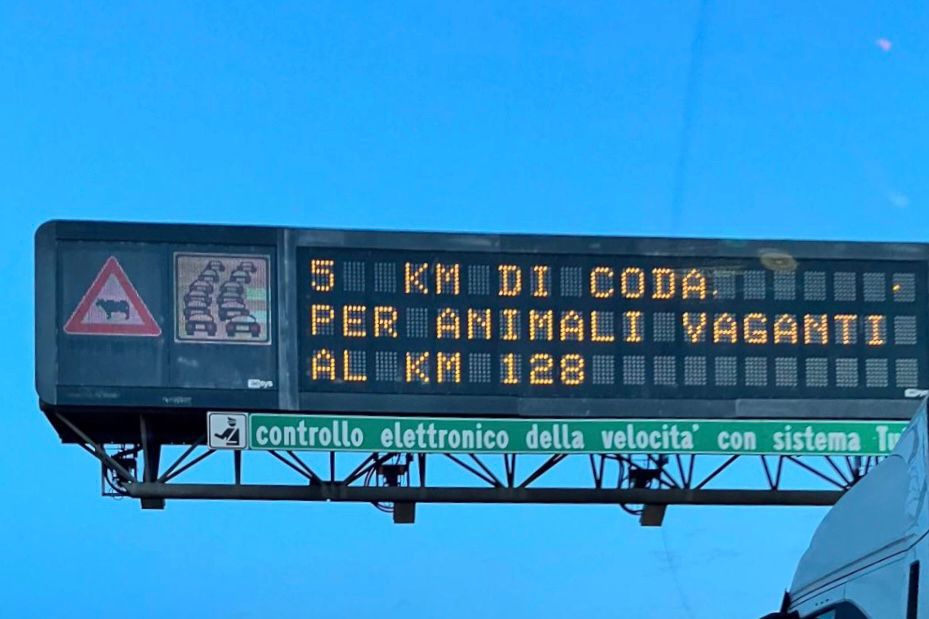 5 KM DI CODA
PER ANIMALI VAGANTI
AL KM 128
controllo elettronico della velocita' con sistema